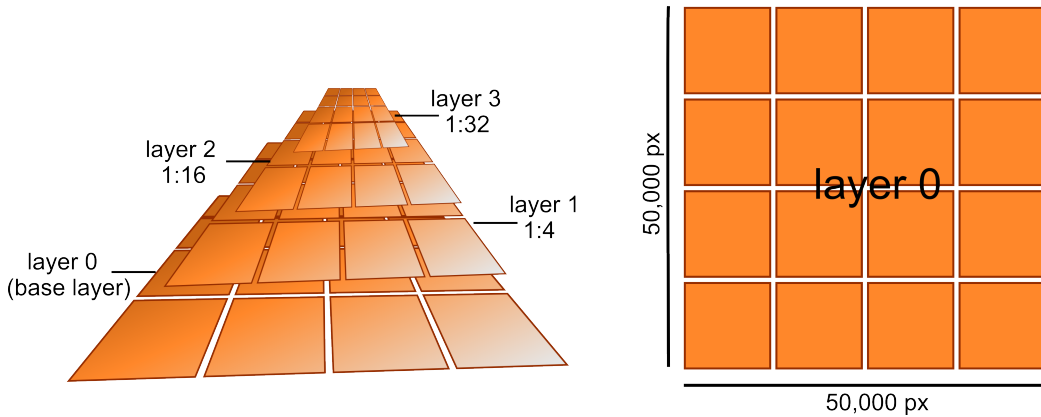 layer 3
1:32
layer 2
1:16
layer 1
1:4
layer 0
(base layer)
layer 0
50,000 px
50,000 px